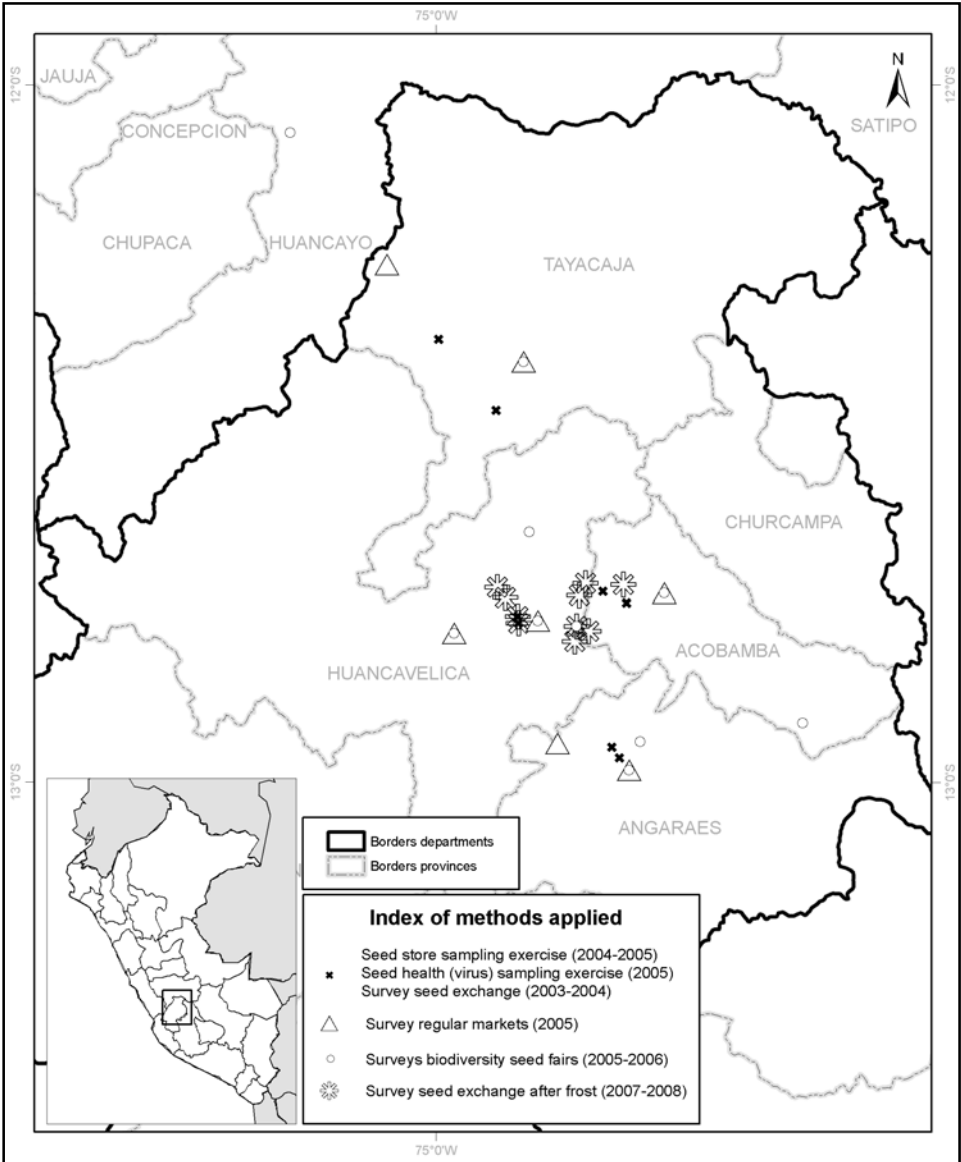 75°0'W
12°0'S
12°0'S
N
JAUJA
CONCEPCION
SATIPO
CHUPACA
HUANCAYO
TAYACAJA
CHURCAMPA
HUANCAVELICA
ACOBAMBA
13°0'S
13°0'S
ANGARAES
Borders departments
Borders provinces
Index of methods applied
Seed store sampling exercise (2004-2005)
Seed health (virus) sampling exercise (2005)
Survey seed exchange (2003-2004)
Survey regular markets (2005)
Surveys biodiversity seed fairs (2005-2006)
Survey seed exchange after frost (2007-2008)
75°0'W